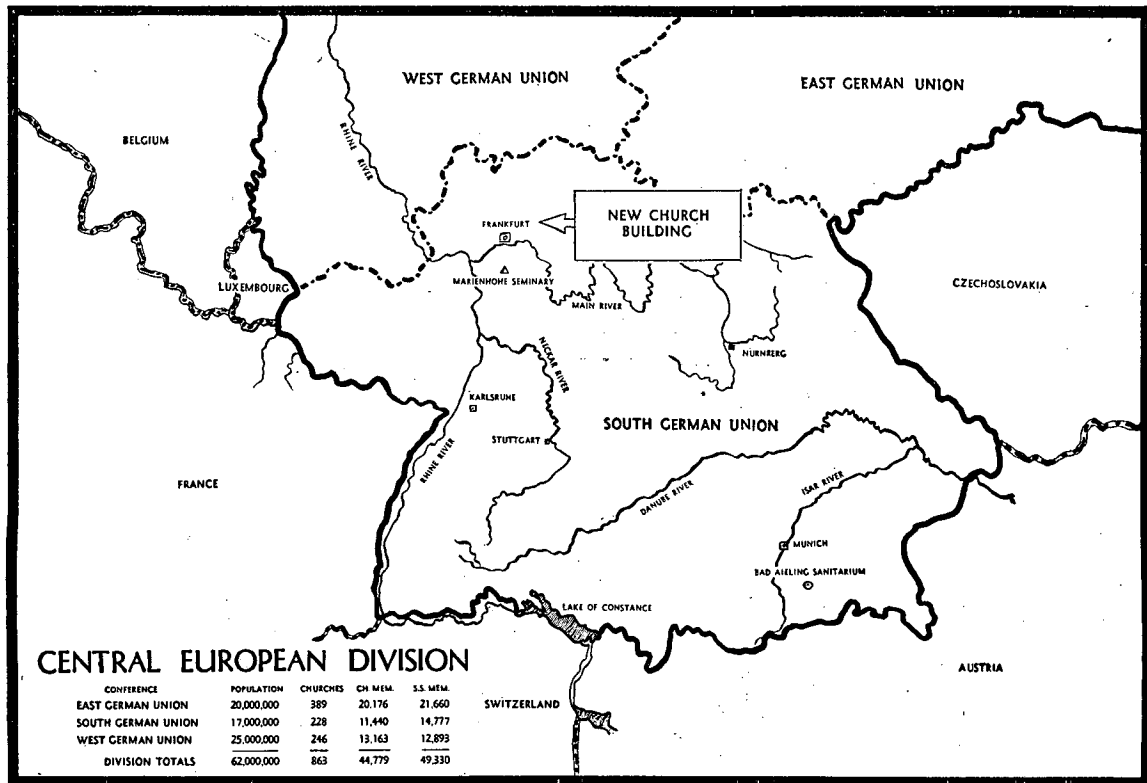 WEST GERMAN UNION
EAST GERMAN UNION
BELGIUM
RHINE RIVER
NEW CHURCH
BUILDING
FRANKFURT
LUXEMBOURG
MARIENHOHE SEMINARY
MAIN RIVER
CZECHOSLOVAKIA
NÜRNBERG
NICKAR RIVER
KARLSRUHE
STUTTGART
SOUTH GERMAN UNION
RHINE RIVER
FRANCE
DANUBE RIVER
ISAR RIVER
MUNICH
BAD AIELING SANITARIUM
LAKE OF CONSTANCE
AUSTRIA
SWITZERLAND
CENTRAL EUROPEAN DIVISION
CONFERENCE POPULATION CHURCHES CH. MEM. S.S. MEM.
EAST GERMAN UNION 20,000,000 389 20,176 21,660
SOUTH GERMAN UNION 17,000,000 228 11,440 14,777
WEST GERMAN UNION 25,000,000 246 13,163 12,893
DIVISION TOTALS 62,000,000 863 44,779 49,330